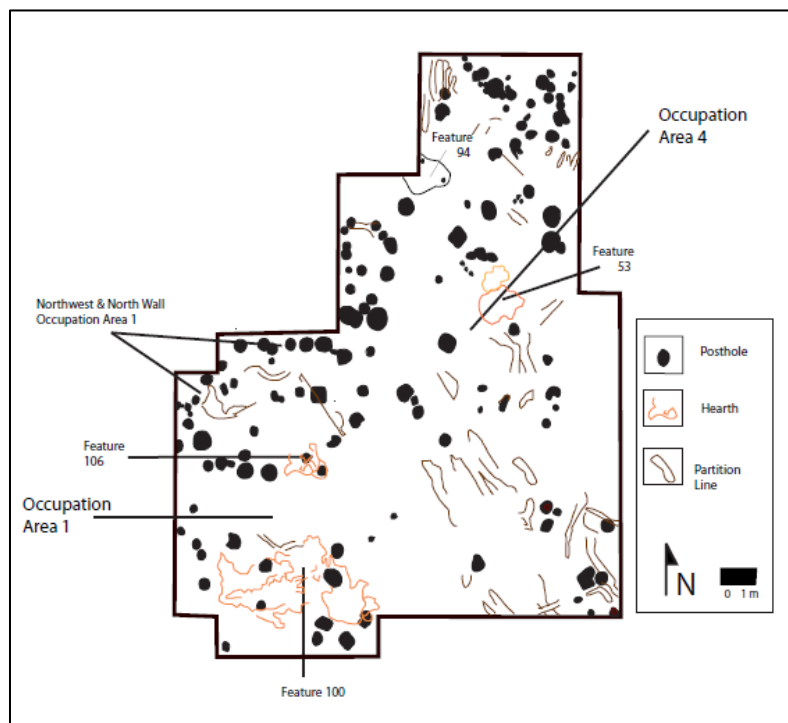 Feature
94
Occupation
Area 4
Feature
53
Northwest & North Wall
Occupation Area 1
Feature
106
Occupation
Area 1
Feature 100
Posthole
Hearth
Partition
Line
N
0 1 m